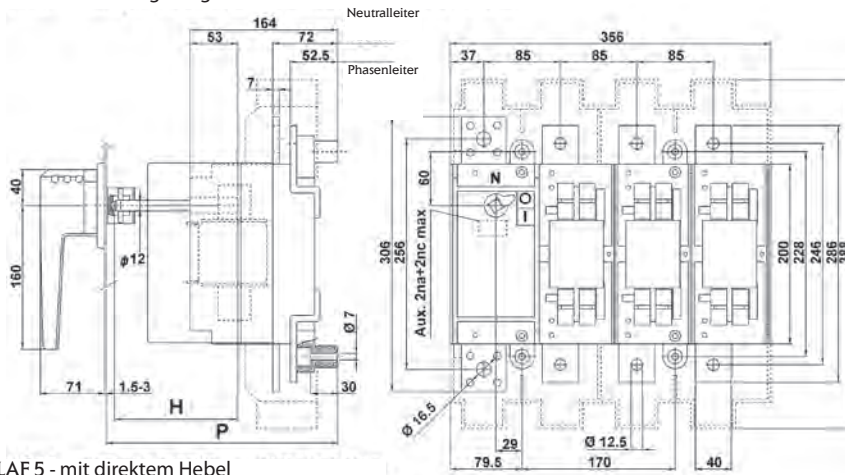 Neutralleiter
164
53
72
52.5
Phasenleiter
7
40
160
ϕ12
Ø 7
71
1.5-3
30
H
P
356
37
85
85
85
N
O
I
60
306
256
Aux. 2na+2nc max
200
228
246
286
Ø 16.5
29
Ø 12.5
79.5
170
40
LAF 5 - mit direktem Hebel